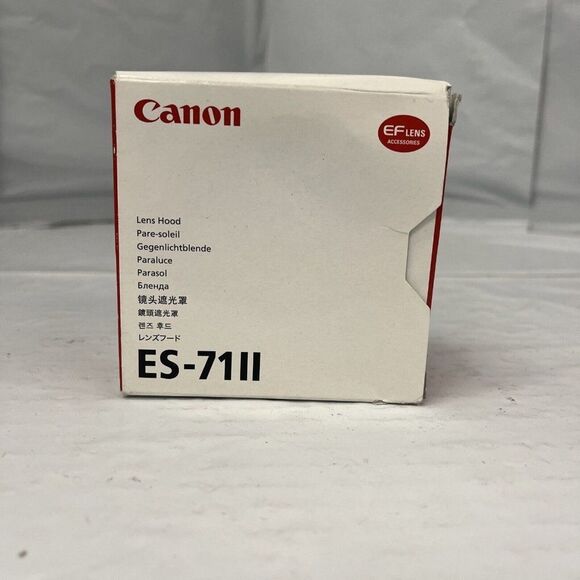 Canon
EF LENS
ACCESSORIES
Lens Hood
Pare-soleil
Gegenlichtblende
Paraluce
Parasol
Бленда
镜头遮光罩
鏡頭遮光罩
렌즈 후드
レンズフード
ES-71II